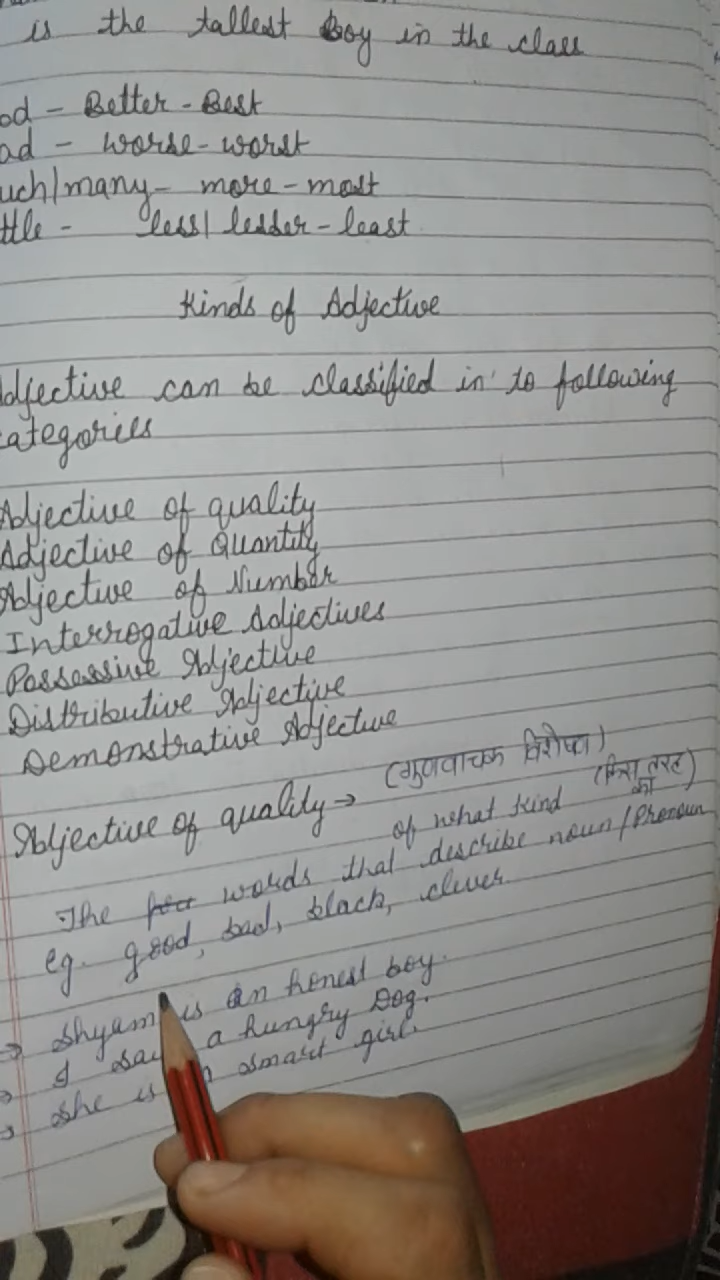 is the tallest boy in the class
od - Better - Best
ad - worse - worst
uch/many - more - most
ttle - less/ lesser - least
Kinds of Adjective
djective can be classified in to following
categories
Adjective of quality
Adjective of Quantity
Adjective of Number
Interrogative Adjectives
Possessive Adjective
Distributive Adjective
Demonstrative Adjective
Adjective of quality → (गुणवाचक विशेषण)
of what kind (किस तरह का)
The words that describe noun/Pronoun
eg. good, bad, black, clever
→ Shyam is an honest boy.
→ I sa a hungry Dog.
→ She is smart girl.